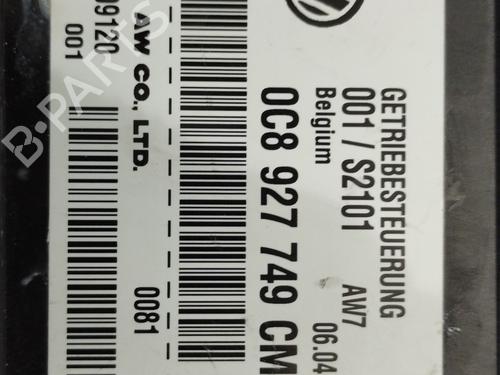 GETRIEBESTEUERUNG
001 / S2101 AW7
Belgium 06.04
0C8 927 749 CM
0081
AW CO., LTD.
09120
001
B-PARTS